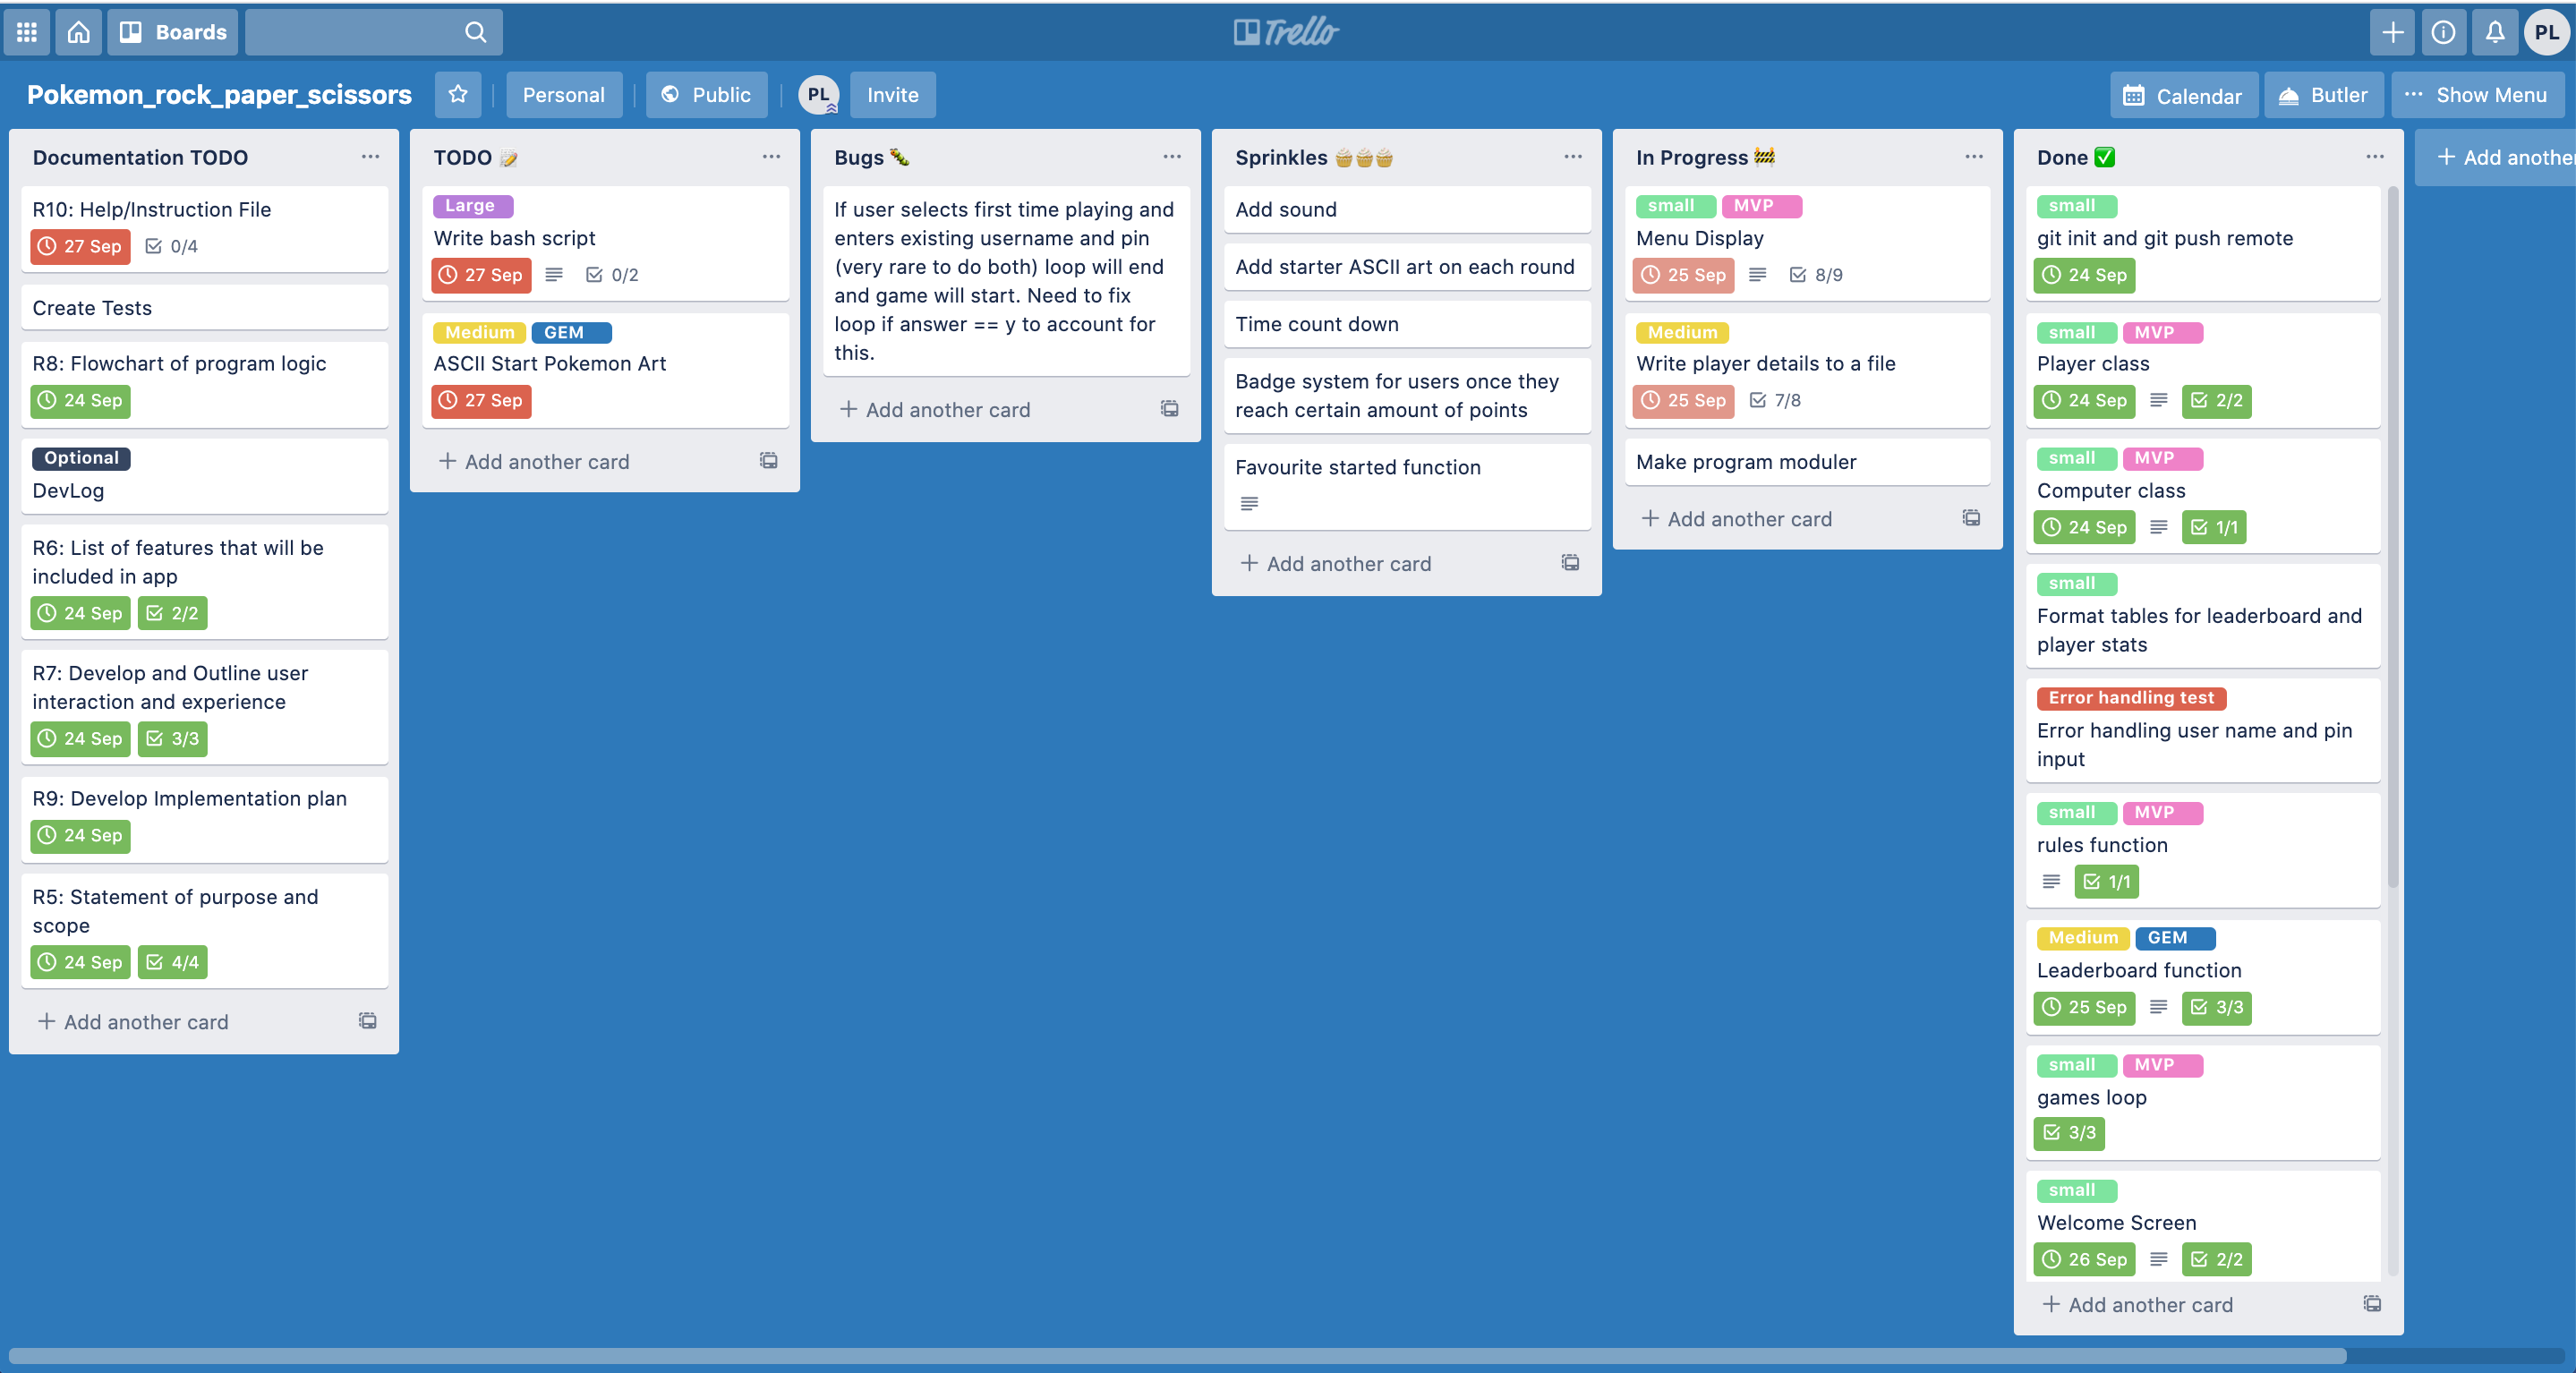 Boards
Trello
PL
Pokemon_rock_paper_scissors
Personal
Public
PL
Invite
Calendar
Butler
Show Menu
Documentation TODO
R10: Help/Instruction File
27 Sep 0/4
Create Tests
R8: Flowchart of program logic
24 Sep
Optional
DevLog
R6: List of features that will be
included in app
24 Sep 2/2
R7: Develop and Outline user
interaction and experience
24 Sep 3/3
R9: Develop Implementation plan
24 Sep
R5: Statement of purpose and
scope
24 Sep 4/4
Add another card
TODO
Large
Write bash script
27 Sep 0/2
Medium GEM
ASCII Start Pokemon Art
27 Sep
Add another card
Bugs
If user selects first time playing and
enters existing username and pin
(very rare to do both) loop will end
and game will start. Need to fix
loop if answer == y to account for
this.
Add another card
Sprinkles
Add sound
Add starter ASCII art on each round
Time count down
Badge system for users once they
reach certain amount of points
Favourite started function
Add another card
In Progress
small MVP
Menu Display
25 Sep 8/9
Medium
Write player details to a file
25 Sep 7/8
Make program moduler
Add another card
Done
small
git init and git push remote
24 Sep
small MVP
Player class
24 Sep 2/2
small MVP
Computer class
24 Sep 1/1
small
Format tables for leaderboard and
player stats
Error handling test
Error handling user name and pin
input
small MVP
rules function
1/1
Medium GEM
Leaderboard function
25 Sep 3/3
small MVP
games loop
3/3
small
Welcome Screen
26 Sep 2/2
Add another card
Add another